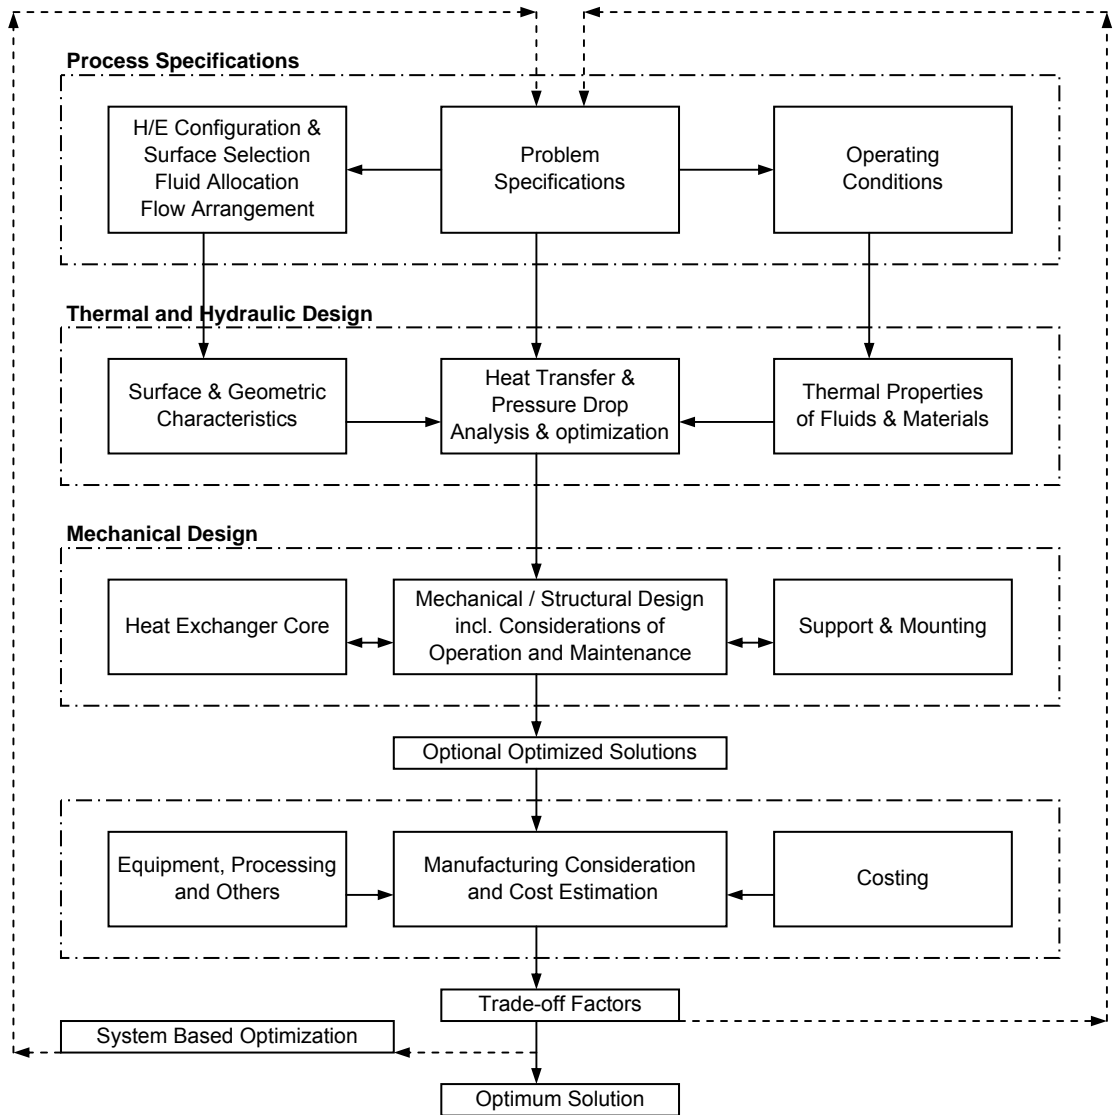 Process Specifications
H/E Configuration &
Surface Selection
Fluid Allocation
Flow Arrangement
Problem
Specifications
Operating
Conditions
Thermal and Hydraulic Design
Surface & Geometric
Characteristics
Heat Transfer &
Pressure Drop
Analysis & optimization
Thermal Properties
of Fluids & Materials
Mechanical Design
Heat Exchanger Core
Mechanical / Structural Design
incl. Considerations of
Operation and Maintenance
Support & Mounting
Optional Optimized Solutions
Equipment, Processing
and Others
Manufacturing Consideration
and Cost Estimation
Costing
Trade-off Factors
System Based Optimization
Optimum Solution